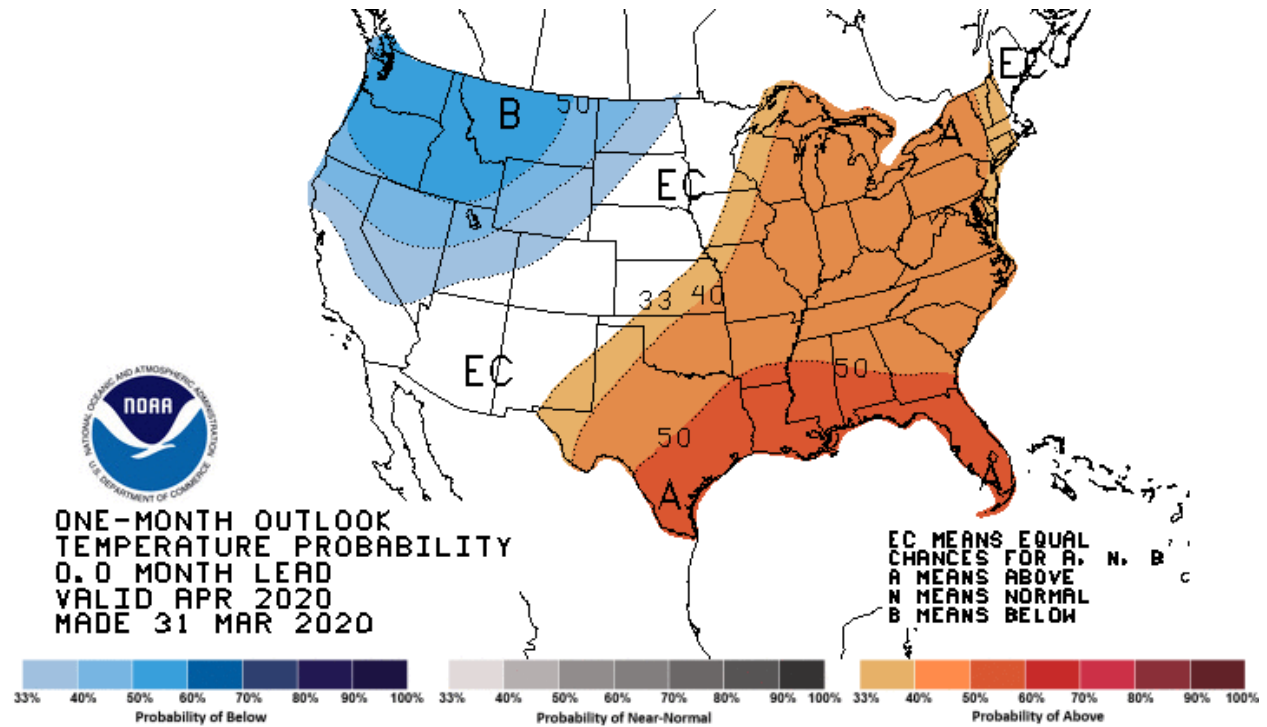 EC
B
50
A
EC
33
40
EC
50
50
A
A
NATIONAL OCEANIC AND ATMOSPHERIC ADMINISTRATION
NOAA
U.S. DEPARTMENT OF COMMERCE
ONE-MONTH OUTLOOK
TEMPERATURE PROBABILITY
0.0 MONTH LEAD
VALID APR 2020
MADE 31 MAR 2020
EC MEANS EQUAL
CHANCES FOR A, N, B
A MEANS ABOVE
N MEANS NORMAL
B MEANS BELOW
33% 40% 50% 60% 70% 80% 90% 100%
Probability of Below
33% 40% 50% 60% 70% 80% 90% 100%
Probability of Near-Normal
33% 40% 50% 60% 70% 80% 90% 100%
Probability of Above